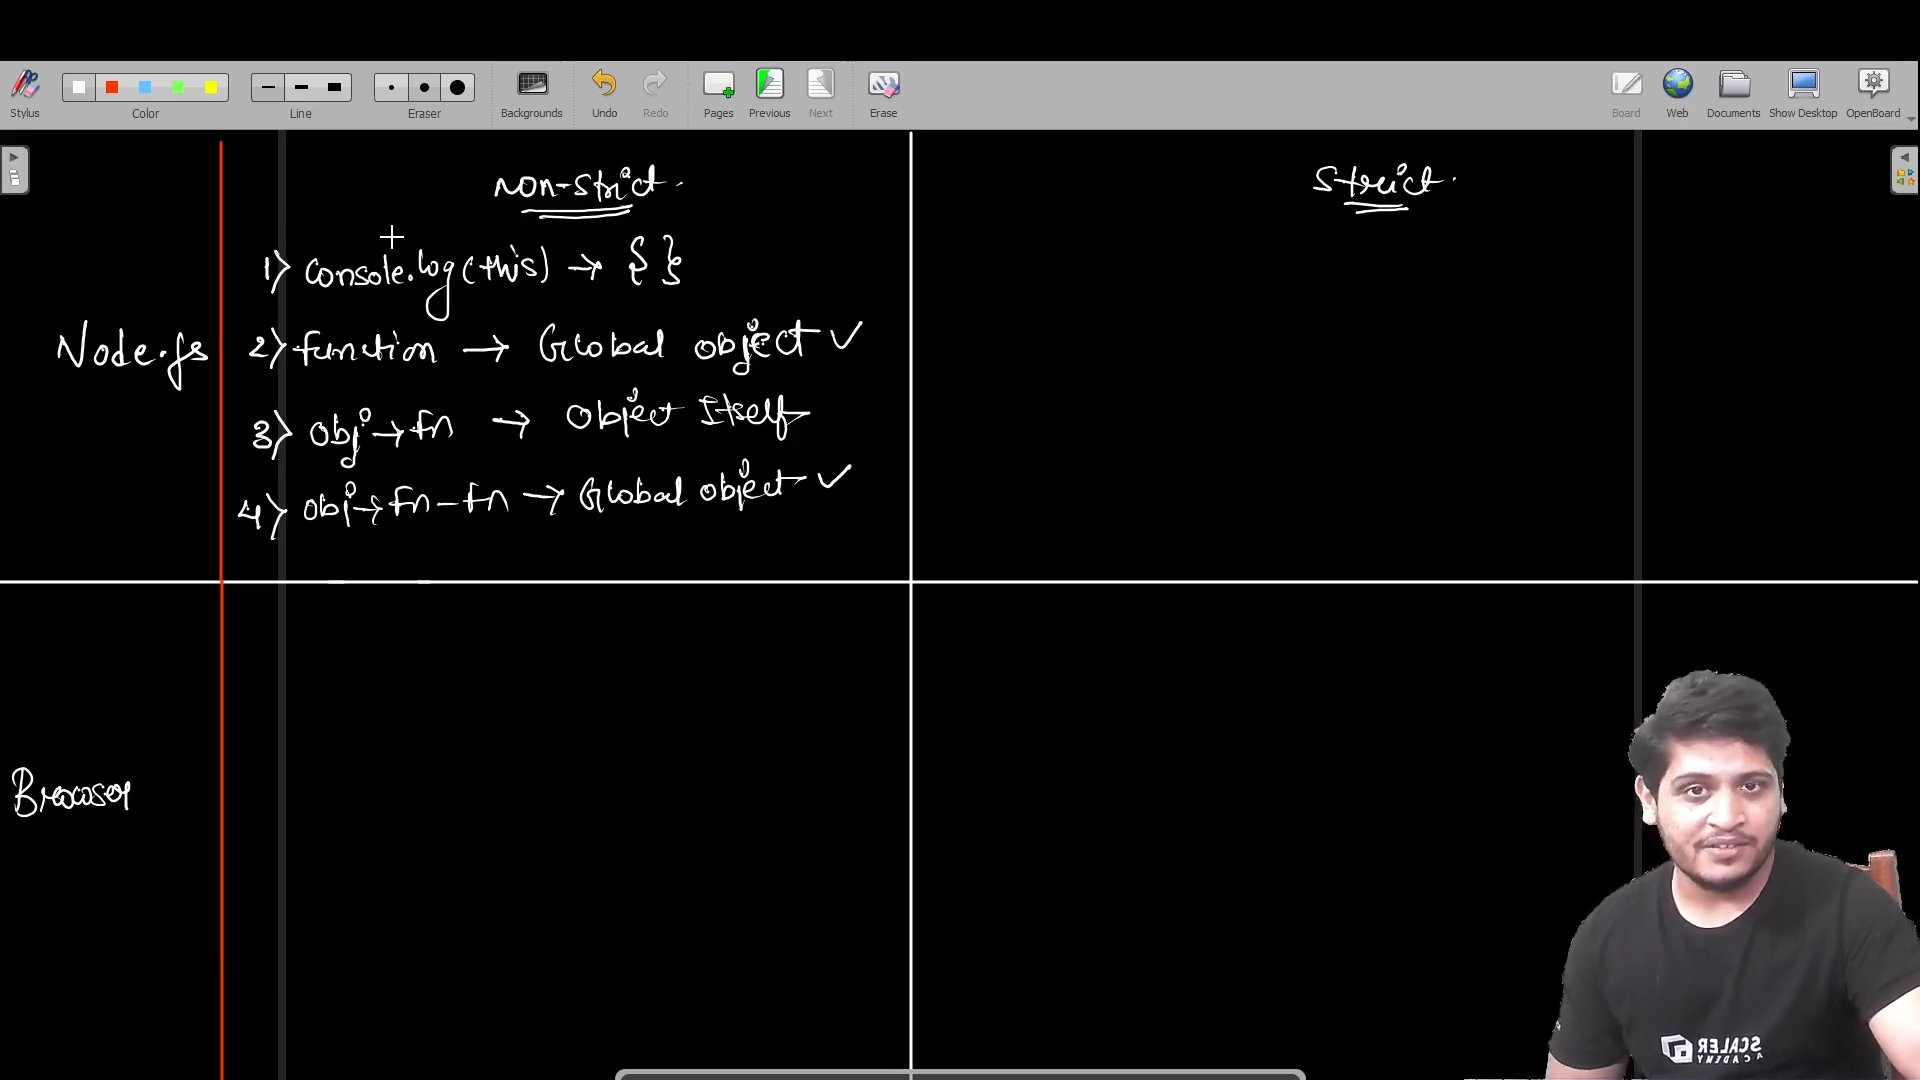 Stylus Color Line Eraser Backgrounds Undo Redo Pages Previous Next Erase Board Web Documents Show Desktop OpenBoard
non-strict. strict.
1) console.log(this) → { }
Node.js 2) function → Global object ✓
3) obj → fn → object Itself
4) obj → fn - fn → Global object ✓
Browser
SCALER
ACADEMY